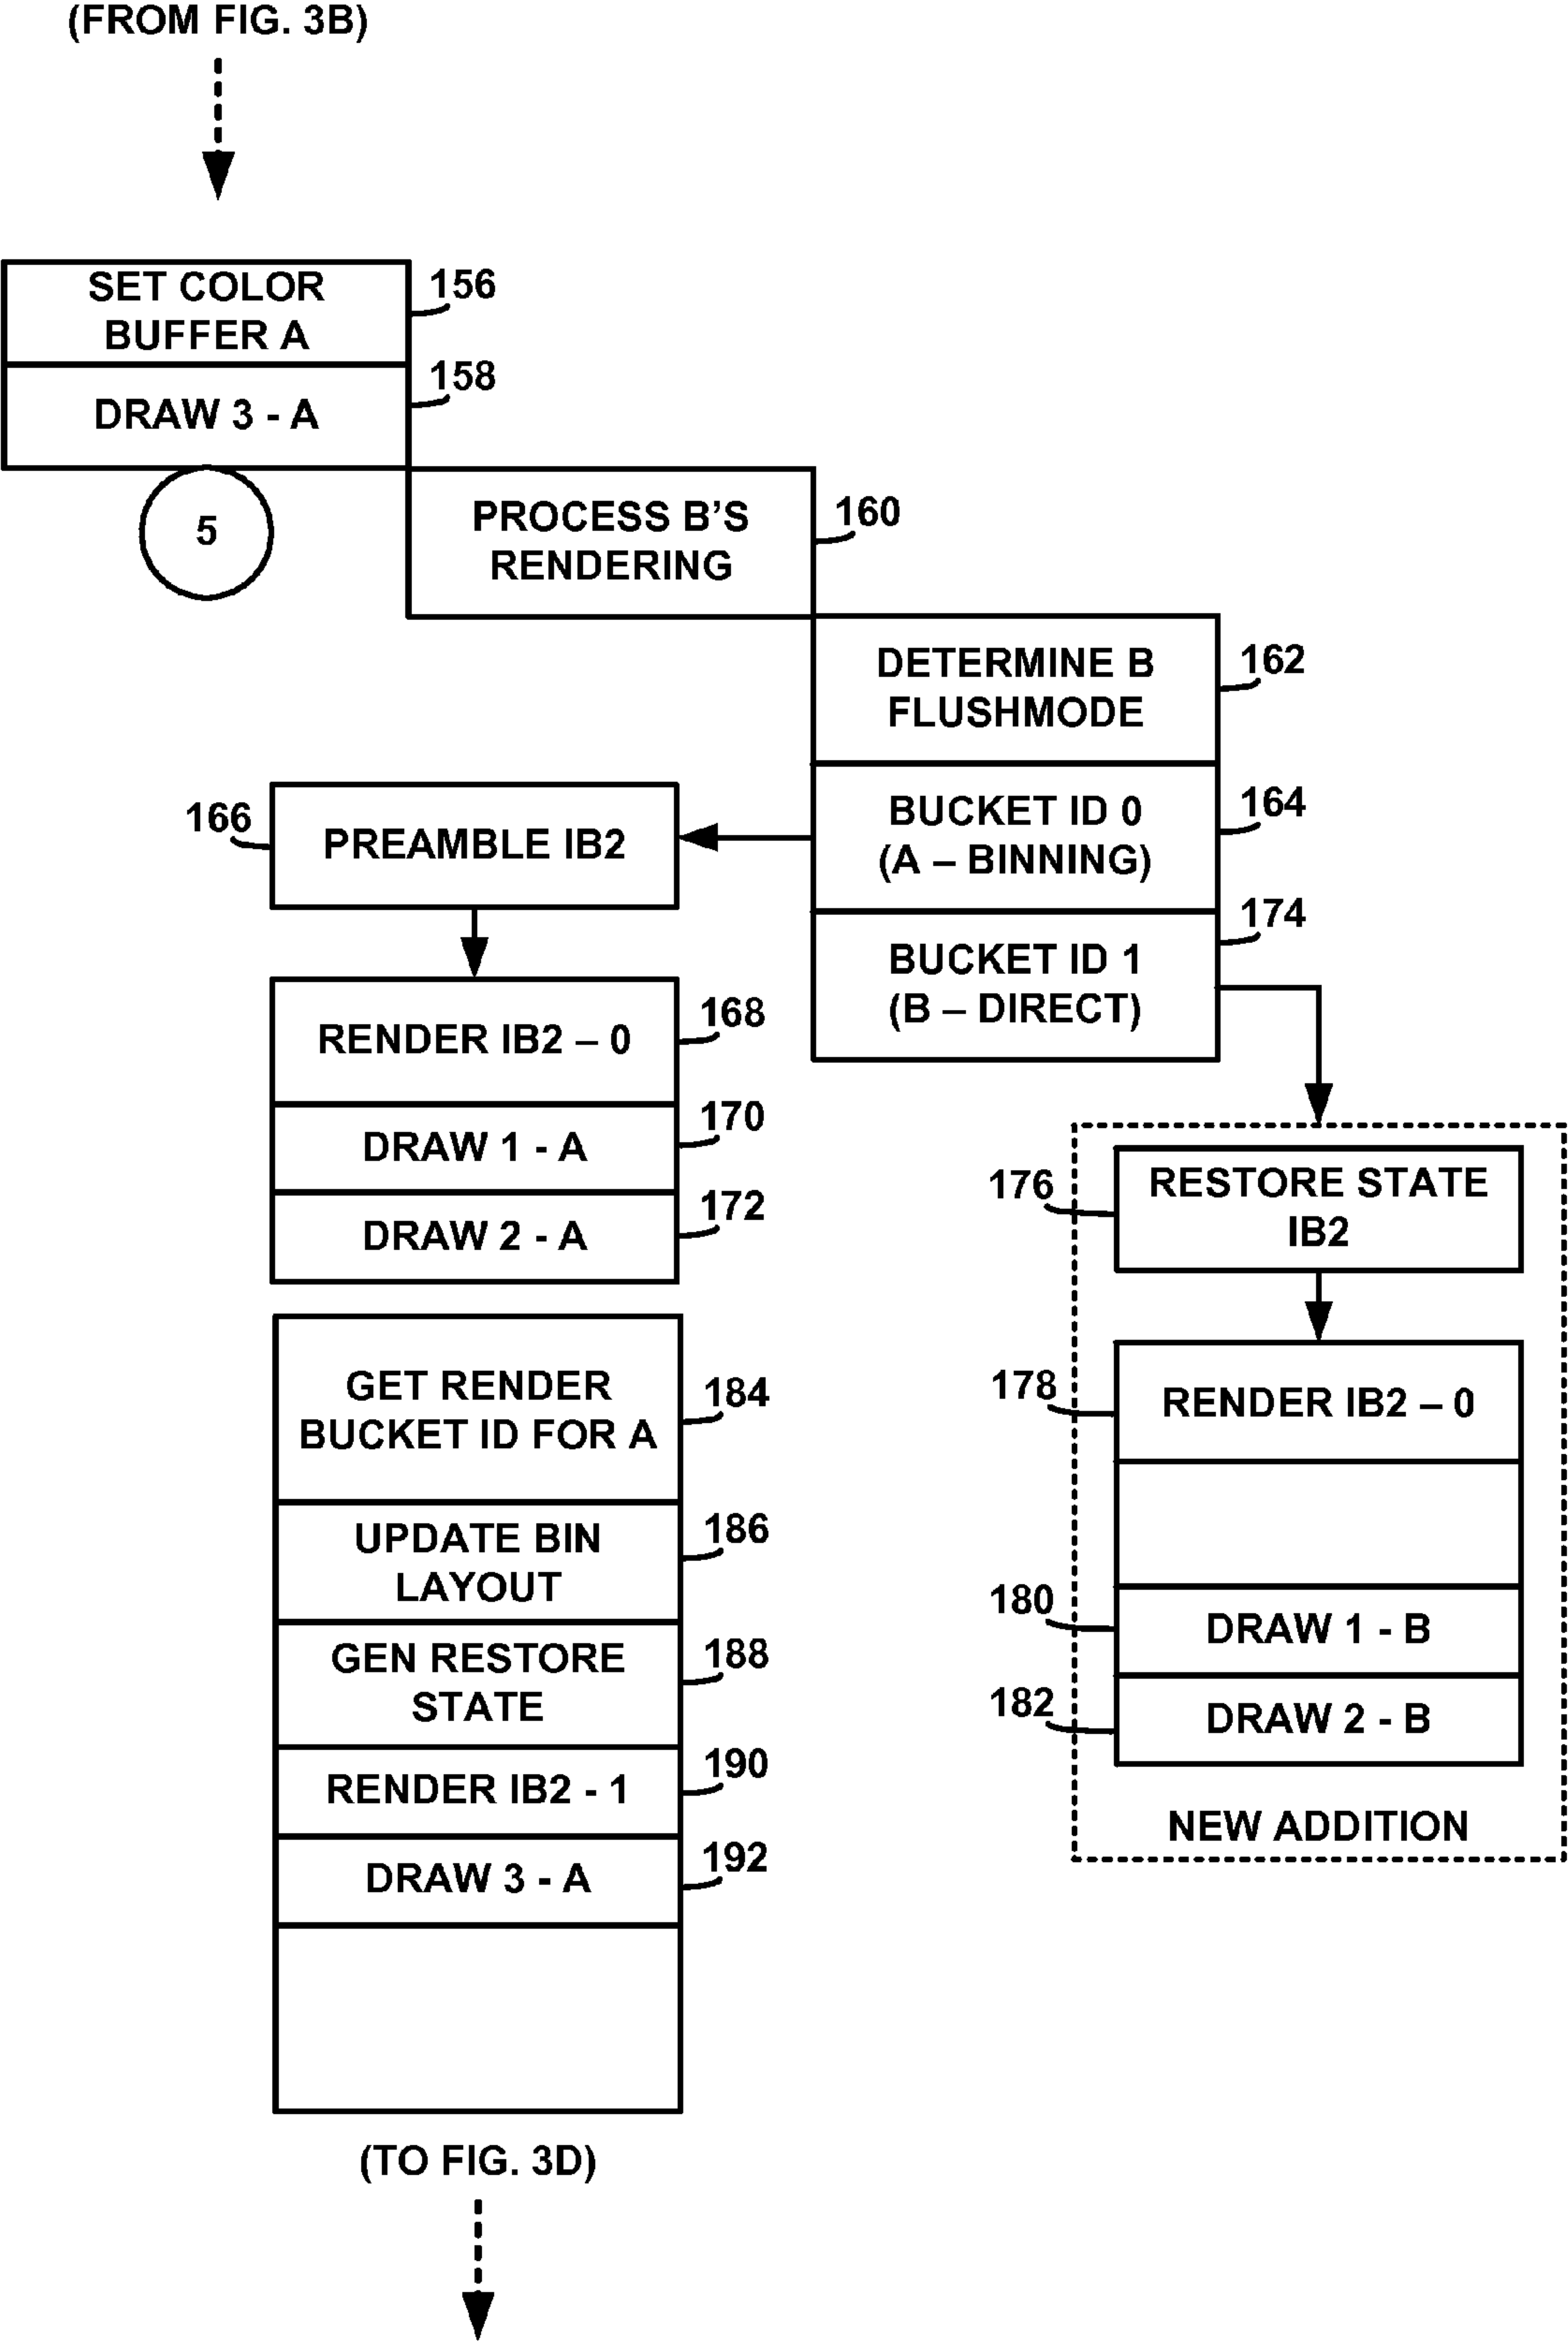 (FROM FIG. 3B)
SET COLOR
BUFFER A
156
DRAW 3 - A
158
5
PROCESS B'S
RENDERING
160
DETERMINE B
FLUSHMODE
162
BUCKET ID 0
(A – BINNING)
164
166
PREAMBLE IB2
BUCKET ID 1
(B – DIRECT)
174
RENDER IB2 – 0
168
DRAW 1 - A
170
DRAW 2 - A
172
176
RESTORE STATE
IB2
178
RENDER IB2 – 0
180
DRAW 1 - B
182
DRAW 2 - B
NEW ADDITION
GET RENDER
BUCKET ID FOR A
184
UPDATE BIN
LAYOUT
186
GEN RESTORE
STATE
188
RENDER IB2 - 1
190
DRAW 3 - A
192
(TO FIG. 3D)